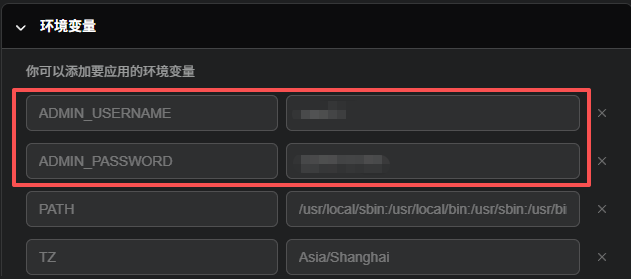 环境变量
你可以添加要应用的环境变量
ADMIN_USERNAME
ADMIN_PASSWORD
PATH /usr/local/sbin:/usr/local/bin:/usr/sbin:/usr/bin
TZ Asia/Shanghai